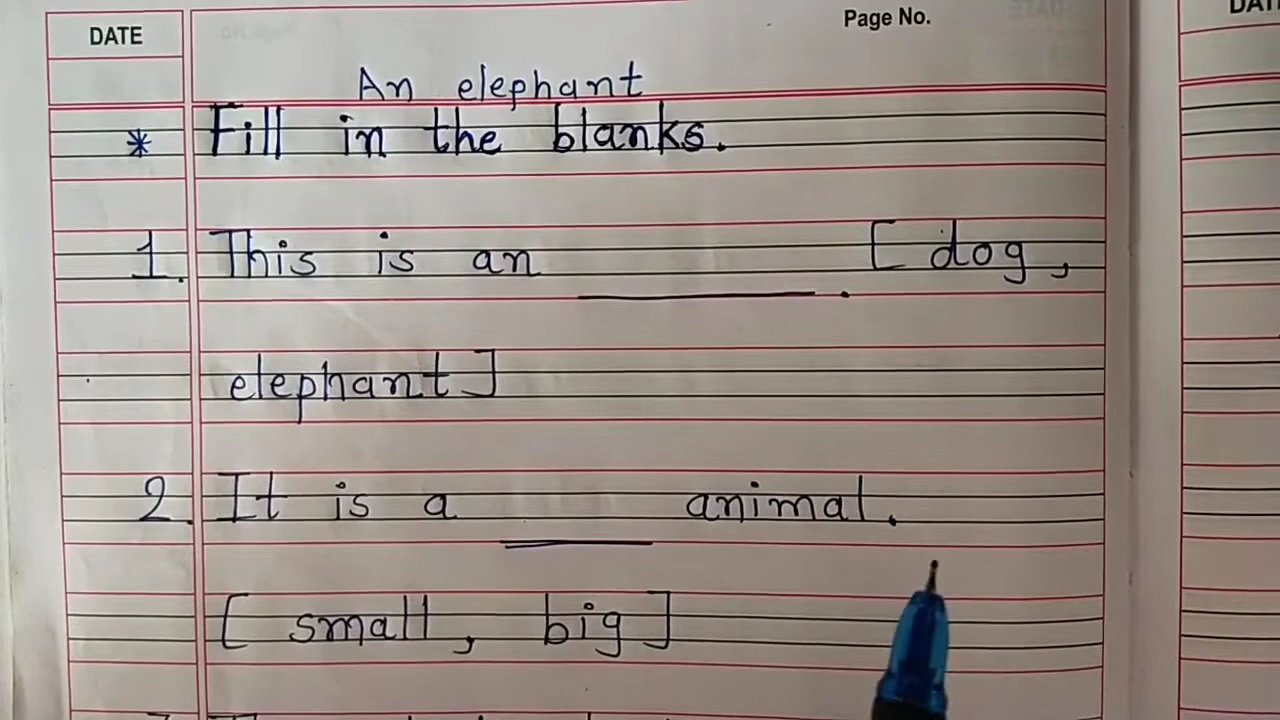 DATE
Page No.
An elephant
* Fill in the blanks.
1. This is an ______. [ dog,
elephant]
2. It is a ____ animal.
[ small, big ]